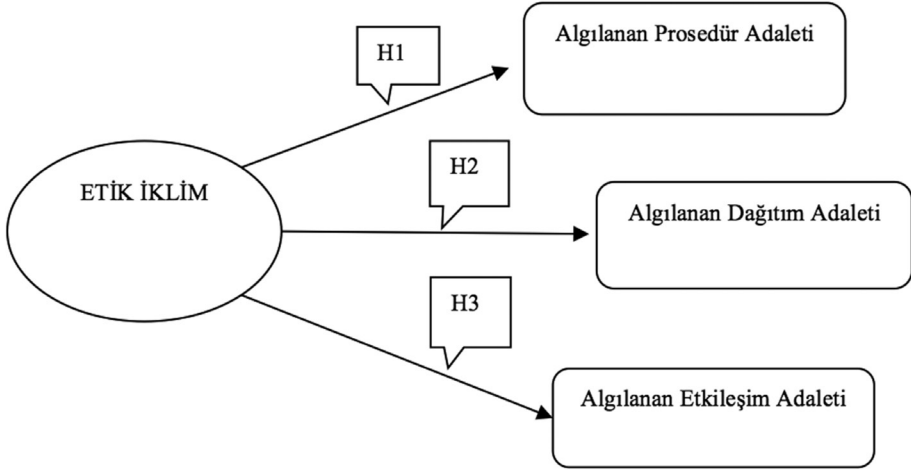 Algılanan Prosedür Adaleti
H1
ETİK İKLİM
H2
Algılanan Dağıtım Adaleti
H3
Algılanan Etkileşim Adaleti